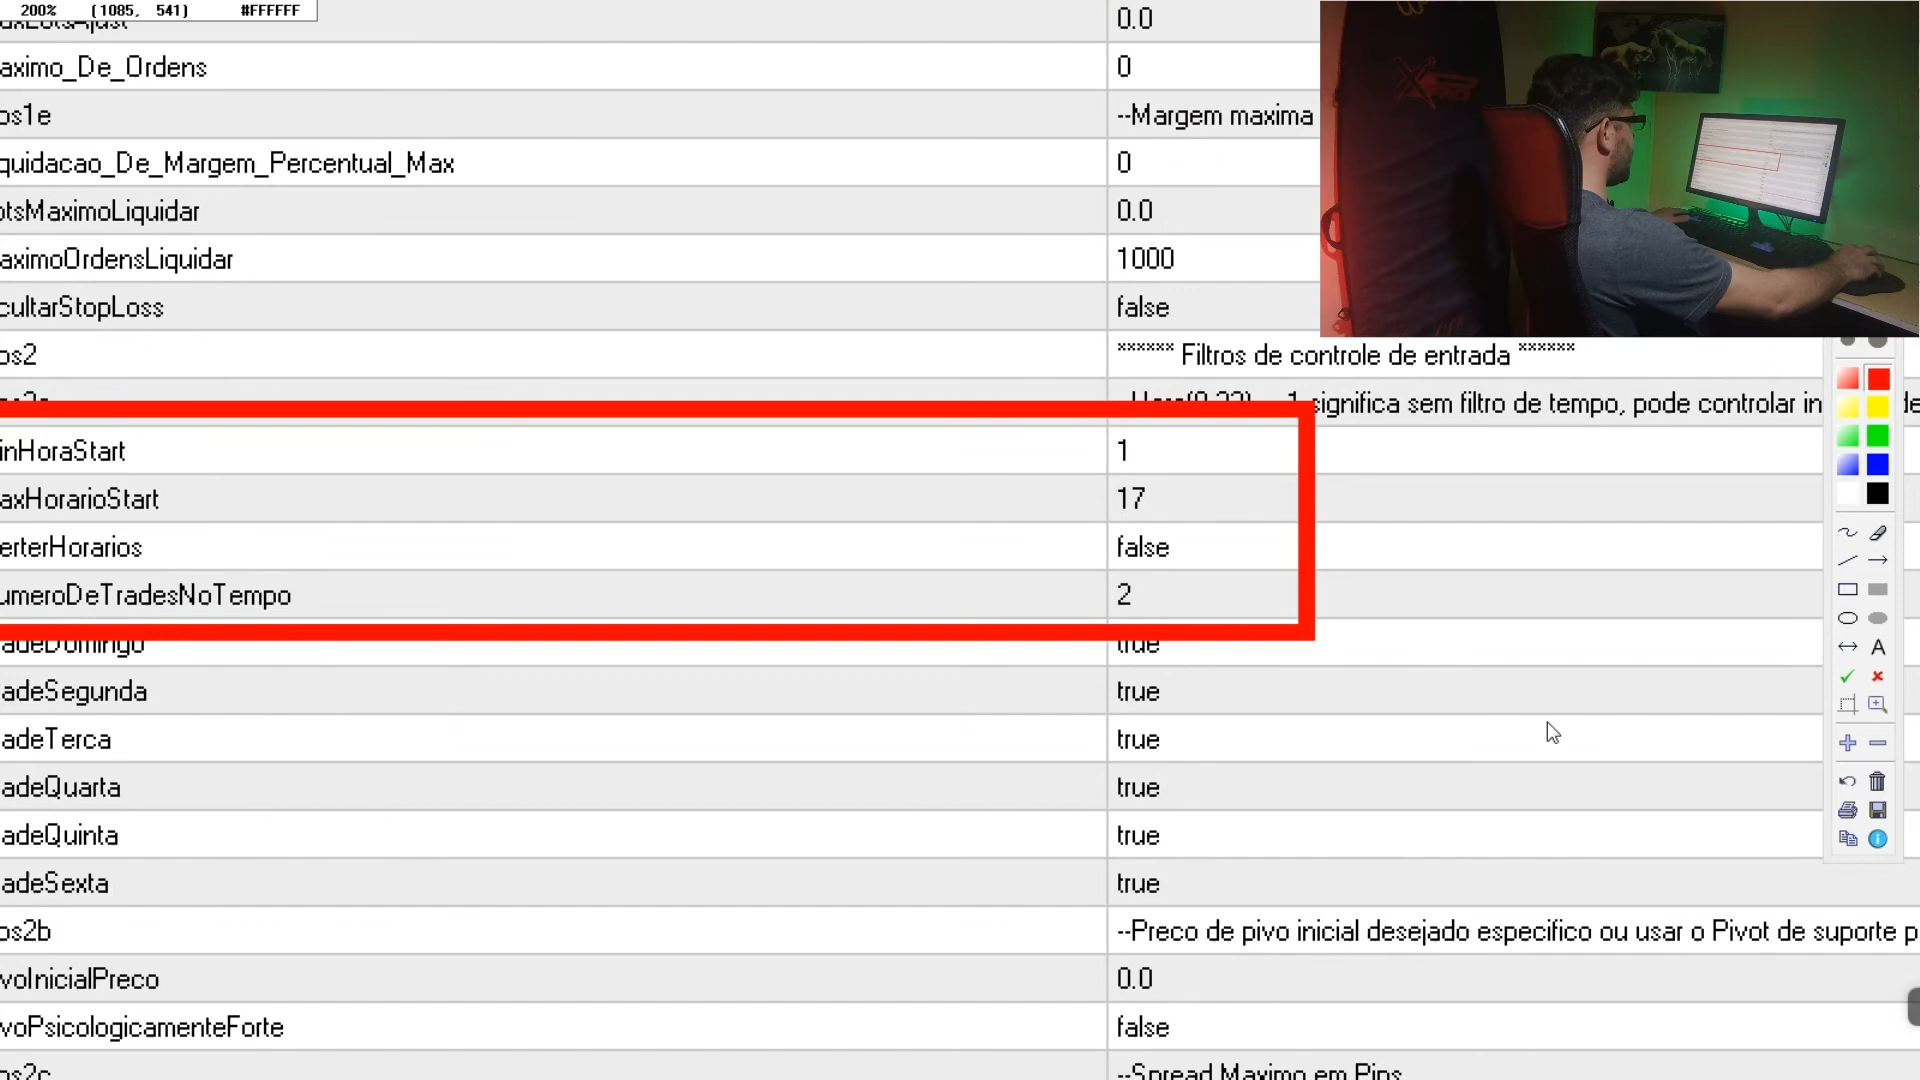 200% (1085, 541) #FFFFFF
0.0
aximo_De_Ordens 0
os1e --Margem maxima
quidacao_De_Margem_Percentual_Max 0
otsMaximoLiquidar 0.0
aximoOrdensLiquidar 1000
cultarStopLoss false
os2 ****** Filtros de controle de entrada ******
significa sem filtro de tempo, pode controlar in
inHoraStart 1
axHorarioStart 17
erterHorarios false
umeroDeTradesNoTempo 2
adeDomingo true
adeSegunda true
adeTerca true
adeQuarta true
adeQuinta true
adeSexta true
os2b --Preco de pivo inicial desejado especifico ou usar o Pivot de suporte p
voInicialPreco 0.0
voPsicologicamenteForte false
os2c --Spread Maximo em Pips